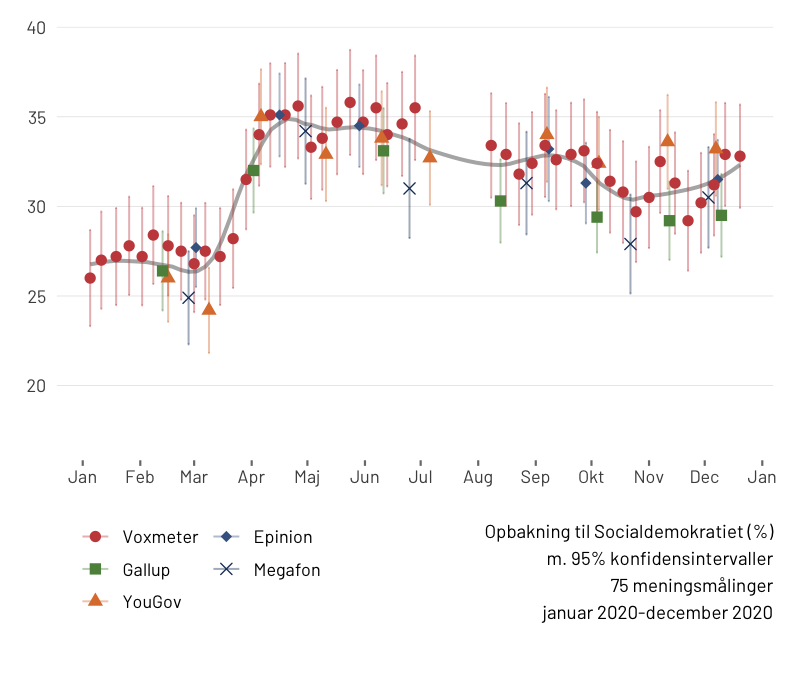 40
35
30
25
20
Jan Feb Mar Apr Maj Jun Jul Aug Sep Okt Nov Dec Jan
Voxmeter Epinion
Gallup Megafon
YouGov
Opbakning til Socialdemokratiet (%)
m. 95% konfidensintervaller
75 meningsmålinger
januar 2020-december 2020